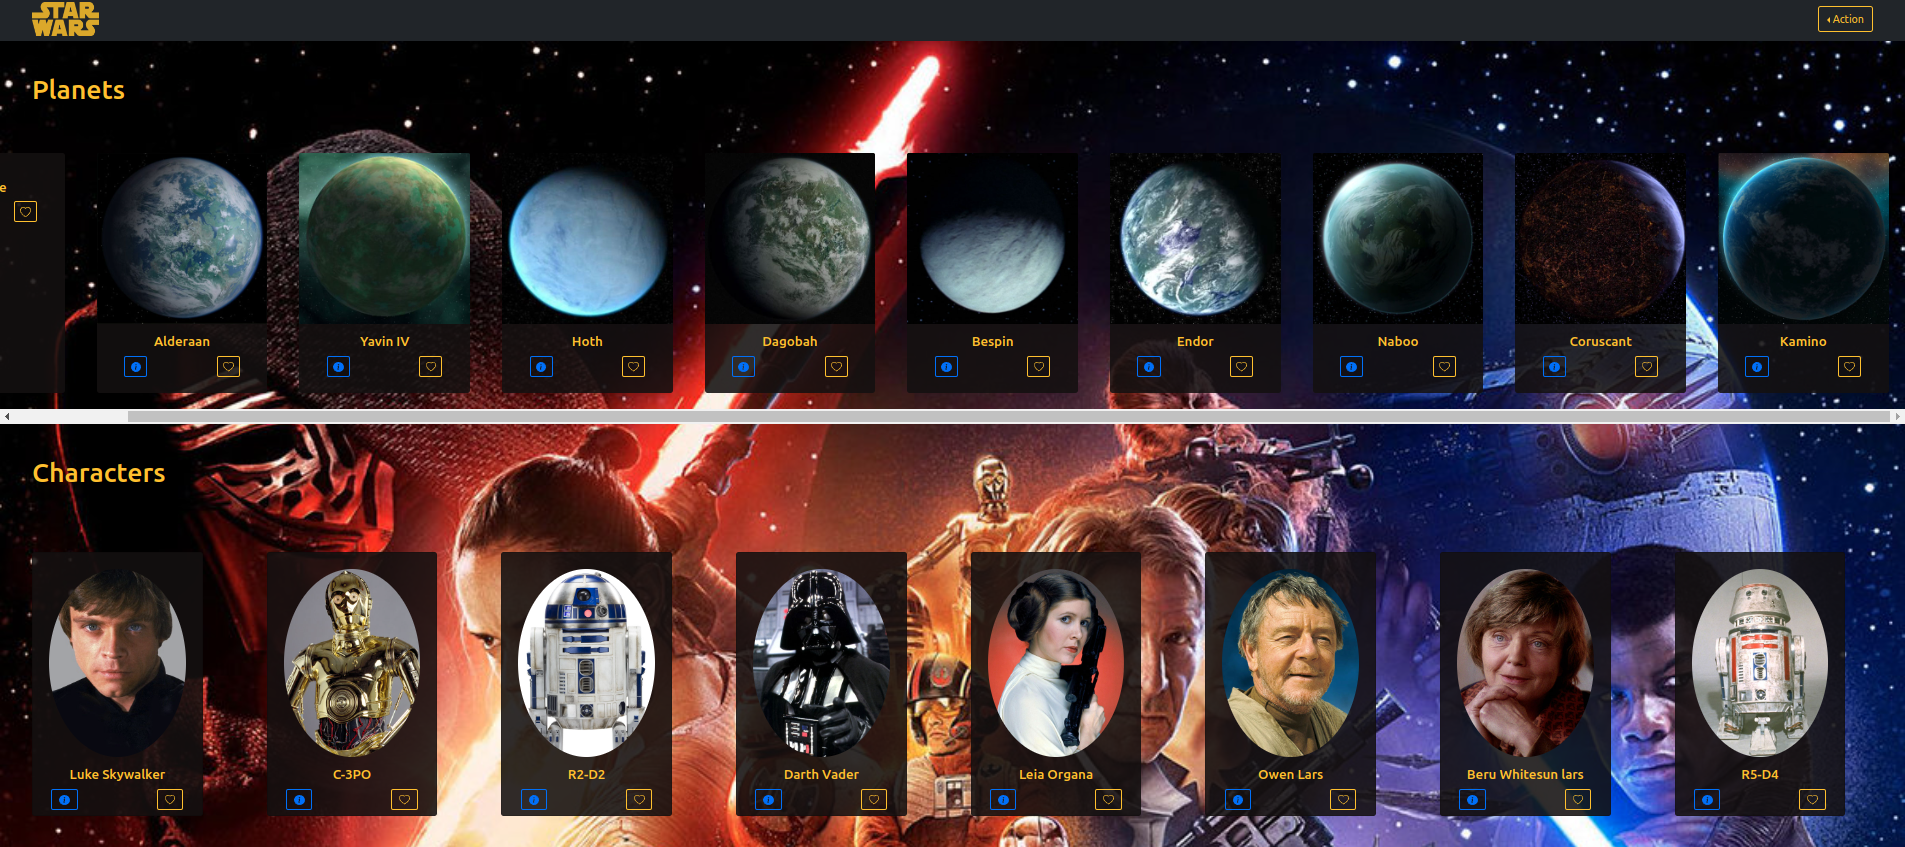 STAR
WARS
Action
Planets
e
Alderaan
Yavin IV
Hoth
Dagobah
Bespin
Endor
Naboo
Coruscant
Kamino
Characters
Luke Skywalker
C-3PO
R2-D2
Darth Vader
Leia Organa
Owen Lars
Beru Whitesun lars
R5-D4